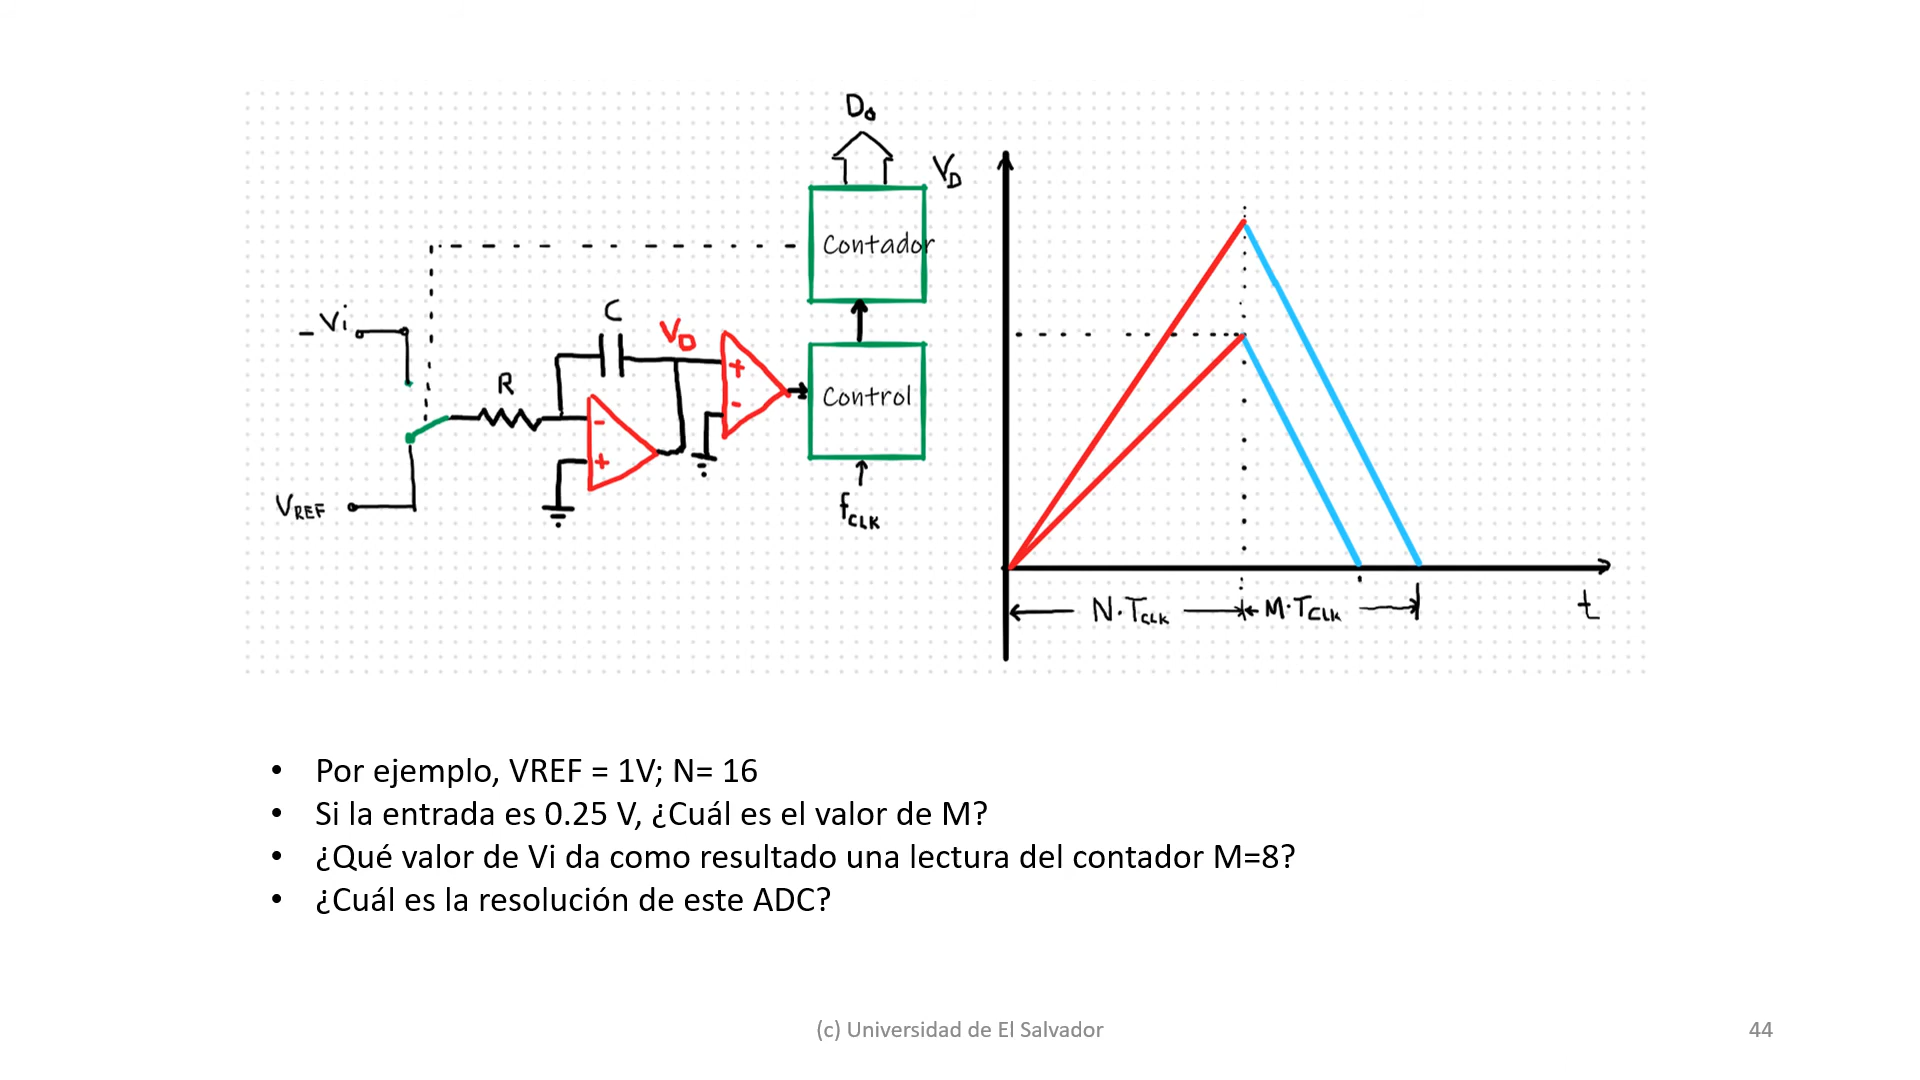 D₀
V_D
Contador
-Vi
C
V_O
R
Control
V_REF
f_CLK
+
-
-
+
N·T_CLK
M·T_CLK
t
• Por ejemplo, VREF = 1V; N= 16
• Si la entrada es 0.25 V, ¿Cuál es el valor de M?
• ¿Qué valor de Vi da como resultado una lectura del contador M=8?
• ¿Cuál es la resolución de este ADC?
(c) Universidad de El Salvador
44